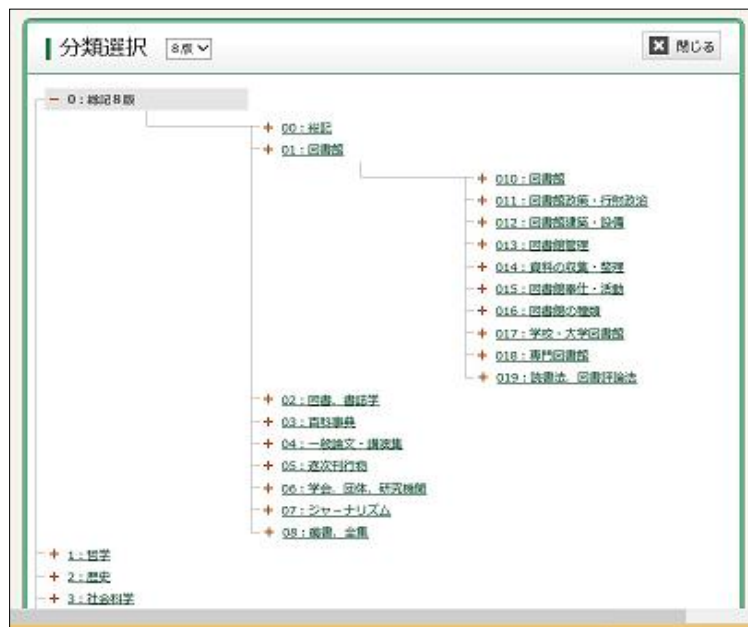 分類選択 8版
閉じる
0：総記８版
00：総記
01：図書館
010：図書館
011：図書館政策・行財政治
012：図書館建築・設備
013：図書館管理
014：資料の収集・整理
015：図書館奉仕・活動
016：図書館の種類
017：学校・大学図書館
018：専門図書館
019：読書法．図書評論法
02：図書．書誌学
03：百科事典
04：一般論文・講演集
05：逐次刊行物
06：学会．団体．研究機関
07：ジャーナリズム
08：叢書．全集
1：哲学
2：歴史
3：社会科学